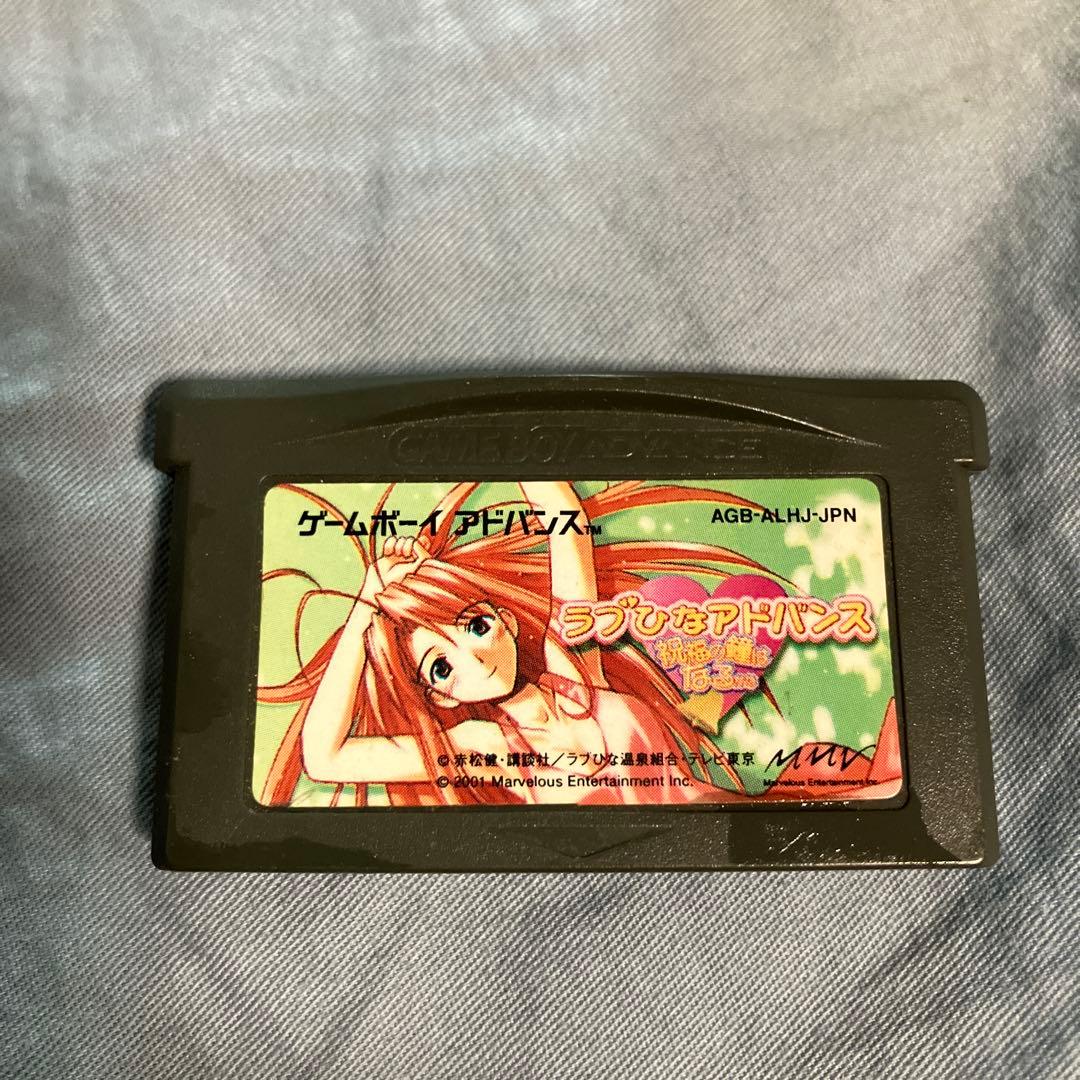 GAME BOY ADVANCE
ゲームボーイ アドバンス™
AGB-ALHJ-JPN
ラブひなアドバンス
祝福の鐘は
なるかな
©赤松健・講談社／ラブひな温泉組合・テレビ東京
© 2001 Marvelous Entertainment Inc.
MMV
Marvelous Entertainment Inc.